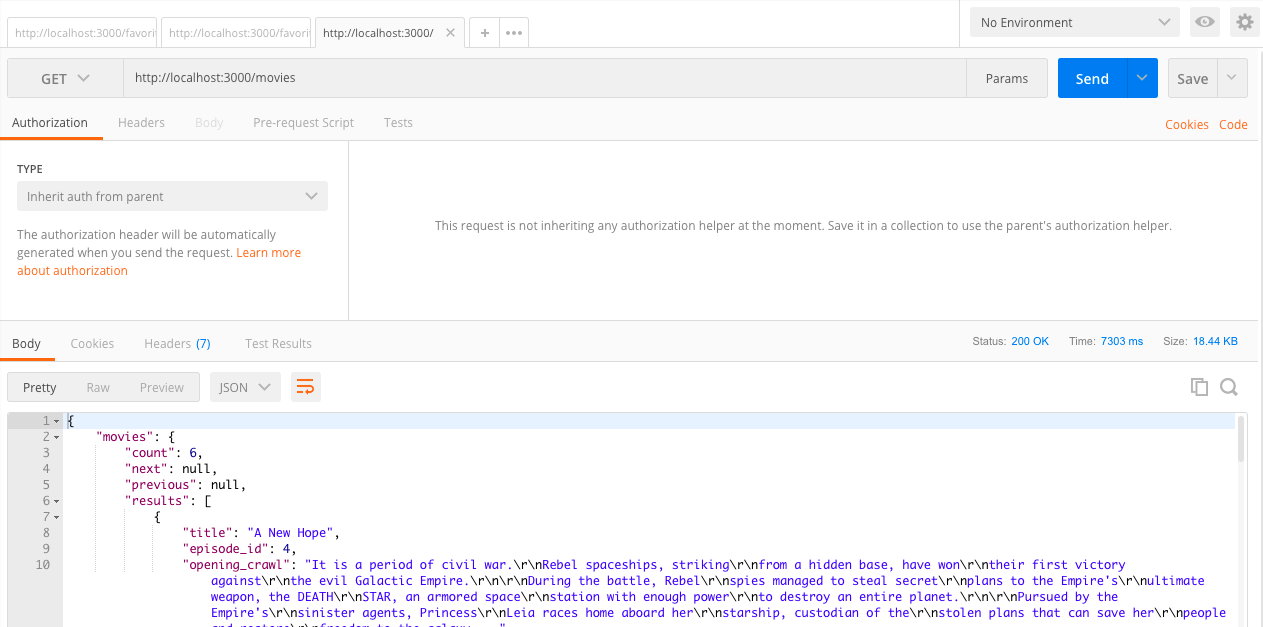 http://localhost:3000/favori http://localhost:3000/favori http://localhost:3000/ No Environment
GET http://localhost:3000/movies Params Send Save
Authorization Headers Body Pre-request Script Tests Cookies Code
TYPE
Inherit auth from parent
The authorization header will be automatically
generated when you send the request. Learn more
about authorization
This request is not inheriting any authorization helper at the moment. Save it in a collection to use the parent's authorization helper.
Body Cookies Headers (7) Test Results Status: 200 OK Time: 7303 ms Size: 18.44 KB
Pretty Raw Preview JSON
1 {
2 "movies": {
3 "count": 6,
4 "next": null,
5 "previous": null,
6 "results": [
7 {
8 "title": "A New Hope",
9 "episode_id": 4,
10 "opening_crawl": "It is a period of civil war.\r\nRebel spaceships, striking\r\nfrom a hidden base, have won\r\ntheir first victory
against\r\nthe evil Galactic Empire.\r\n\r\nDuring the battle, Rebel\r\nspies managed to steal secret\r\nplans to the Empire's\r\nultimate
weapon, the DEATH\r\nSTAR, an armored space\r\nstation with enough power\r\nto destroy an entire planet.\r\n\r\nPursued by the
Empire's\r\nsinister agents, Princess\r\nLeia races home aboard her\r\nstarship, custodian of the\r\nstolen plans that can save her\r\npeople
and restore\r\nfreedom to the galaxy...."